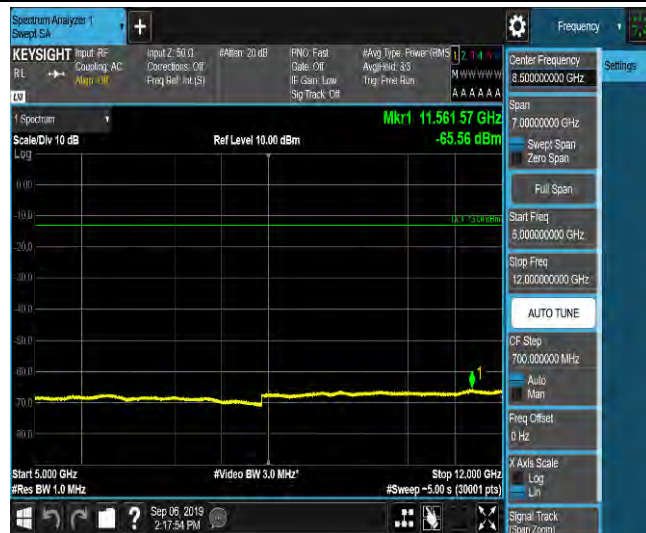 Spectrum Analyzer 1
Swept SA
+
Frequency
KEYSIGHT
RL
Input: RF
Coupling: AC
Align: Off
Input Z: 50 Ω
Corrections: Off
Freq Ref: Int (S)
#Atten: 20 dB
PNO: Fast
Gate: Off
IF Gain: Low
Sig Track: Off
#Avg Type: Power (RMS
Avg|Hold: 3/3
Trig: Free Run
M W W W W W
A A A A A A
LXI
1 Spectrum
Scale/Div 10 dB
Log
Ref Level 10.00 dBm
Mkr1 11.561 57 GHz
-65.56 dBm
0.00
-10.0
-20.0
-30.0
-40.0
-50.0
-60.0
-70.0
-80.0
1
Start 5.000 GHz
#Res BW 1.0 MHz
#Video BW 3.0 MHz*
Stop 12.000 GHz
#Sweep ~5.00 s (30001 pts)
Sep 06, 2019
2:17:54 PM
Center Frequency
8.500000000 GHz
Settings
Span
7.00000000 GHz
Swept Span
Zero Span
Full Span
Start Freq
5.000000000 GHz
Stop Freq
12.000000000 GHz
AUTO TUNE
CF Step
700.000000 MHz
Auto
Man
Freq Offset
0 Hz
X Axis Scale
Log
Lin
Signal Track
(Span Zoom)